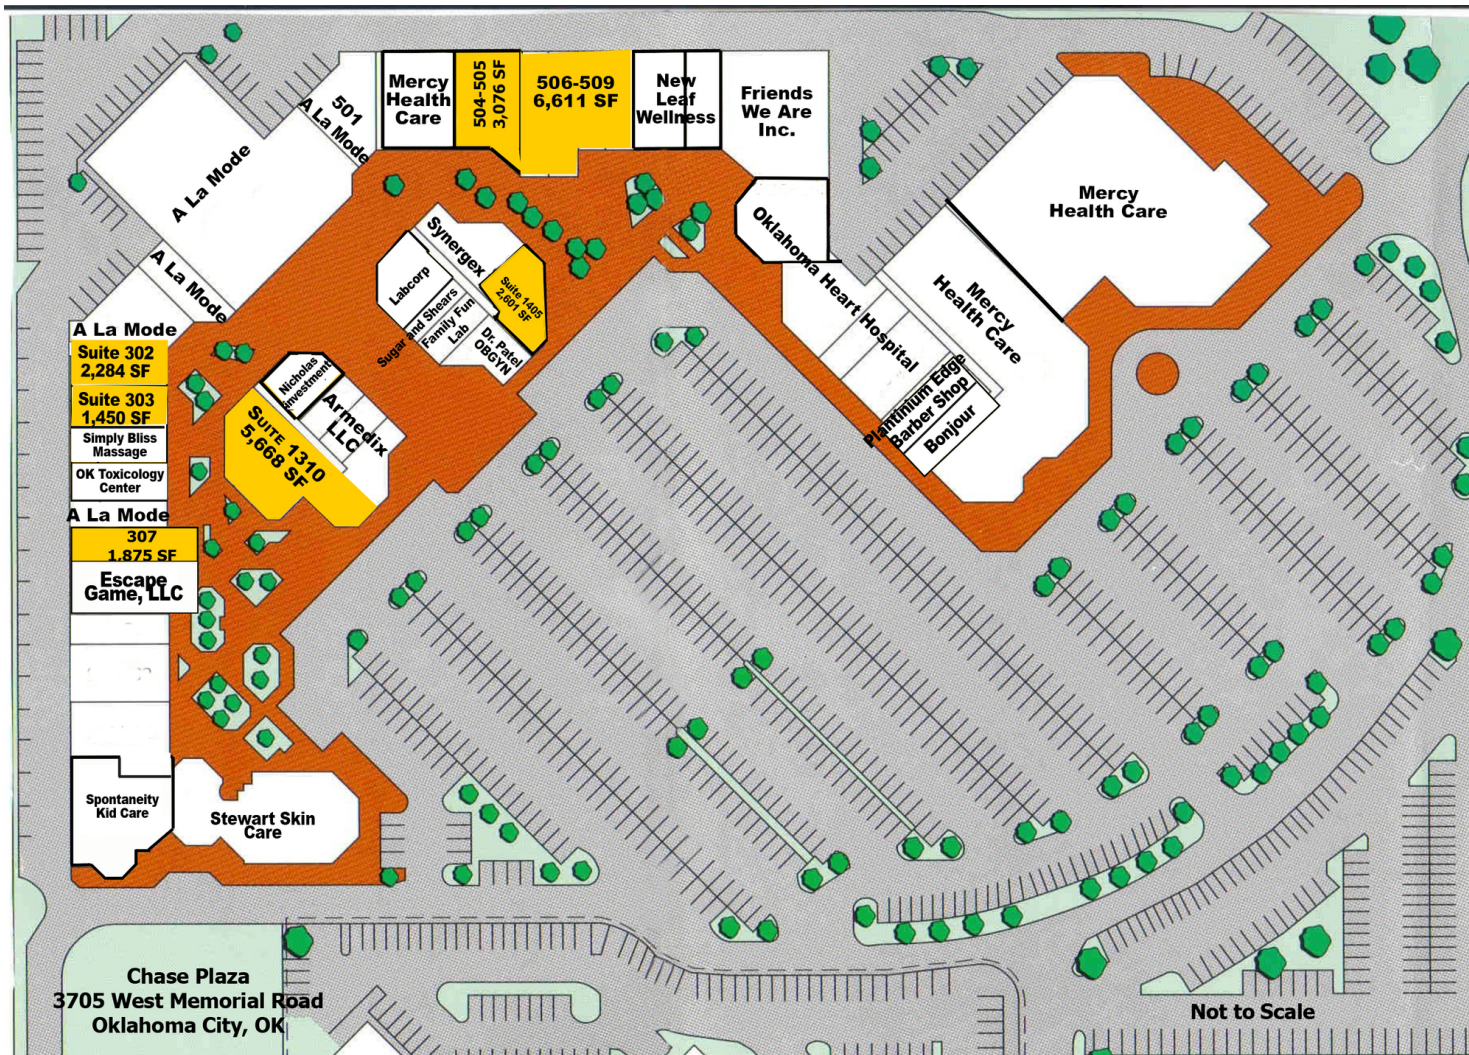 Mercy
Health
Care
504-505
3,076 SF
506-509
6,611 SF
New
Leaf
Wellness
Friends
We Are
Inc.
501
A La Mode
A La Mode
A La Mode
A La Mode
Suite 302
2,284 SF
Suite 303
1,450 SF
Simply Bliss
Massage
OK Toxicology
Center
A La Mode
307
1,875 SF
Escape
Game, LLC
Spontaneity
Kid Care
Stewart Skin
Care
Synergex
Labcorp
Suite 1405
2,601 SF
Sugar and Shears
Family Fun
Lab
Dr. Patel
OBGYN
Nicholas
investments
Armedix
LLC
Suite 1310
5,668 SF
Oklahoma Heart Hospital
Mercy
Health Care
Mercy
Health Care
Plantinium Edge
Barber Shop
Bonjour
Chase Plaza
3705 West Memorial Road
Oklahoma City, OK
Not to Scale